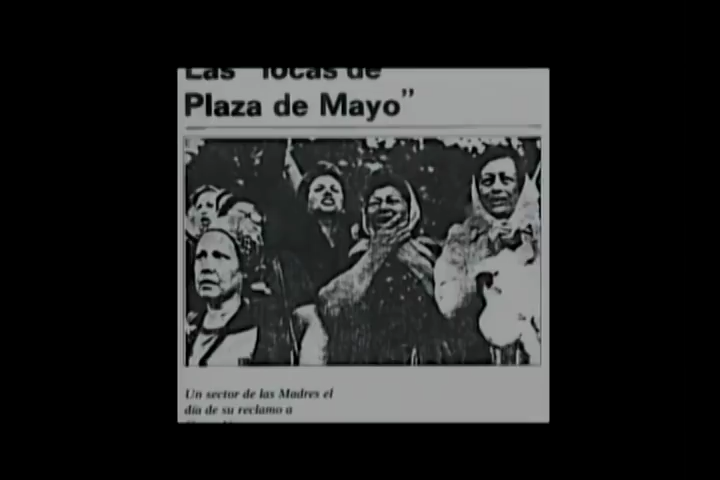 Las "locas de
Plaza de Mayo"
Un sector de las Madres el
día de su reclamo a